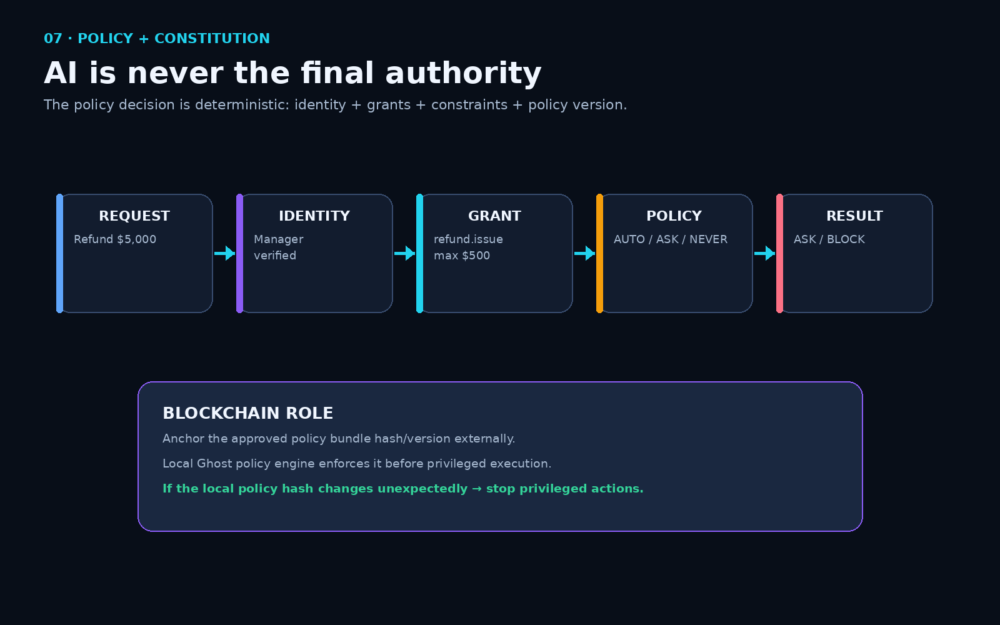 07 · POLICY + CONSTITUTION
AI is never the final authority
The policy decision is deterministic: identity + grants + constraints + policy version.
REQUEST
Refund $5,000
IDENTITY
Manager
verified
GRANT
refund.issue
max $500
POLICY
AUTO / ASK / NEVER
RESULT
ASK / BLOCK
BLOCKCHAIN ROLE
Anchor the approved policy bundle hash/version externally.
Local Ghost policy engine enforces it before privileged execution.
If the local policy hash changes unexpectedly → stop privileged actions.